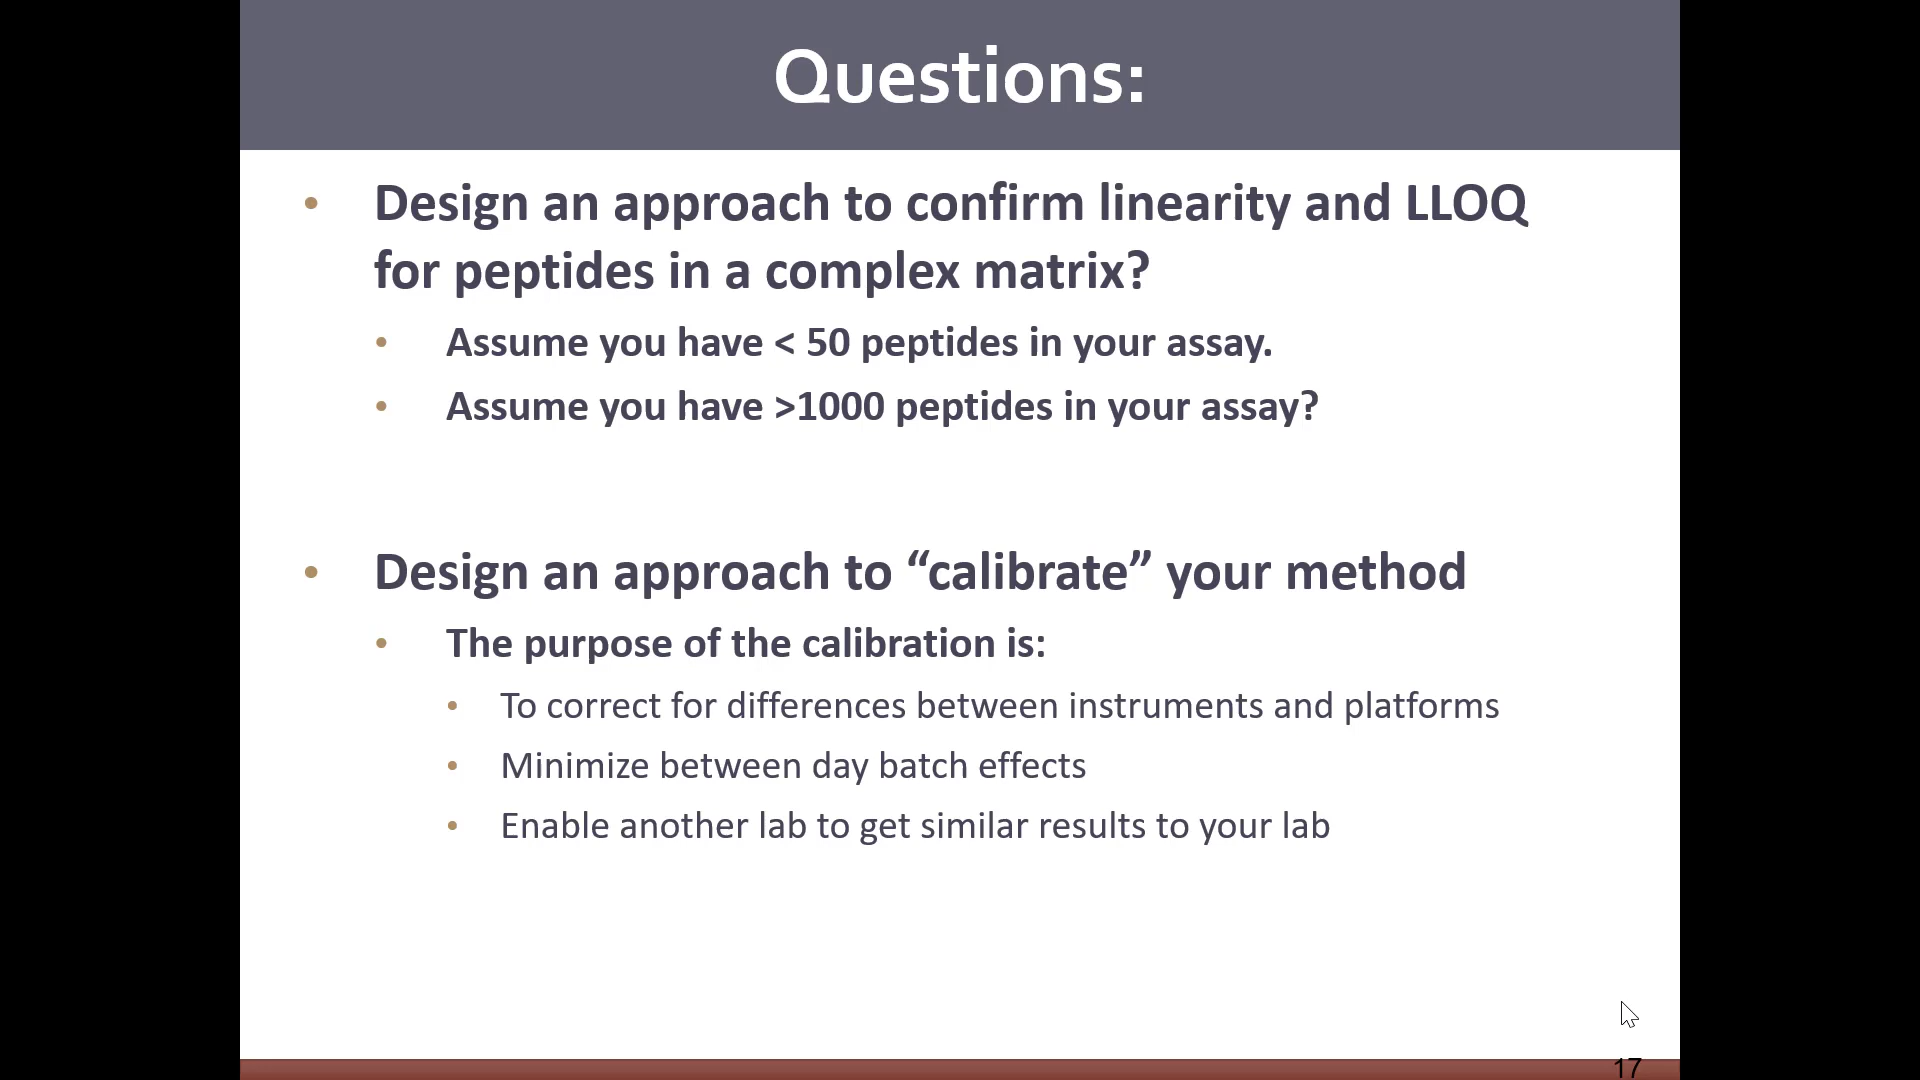 Questions:
• Design an approach to confirm linearity and LLOQ
for peptides in a complex matrix?
• Assume you have < 50 peptides in your assay.
• Assume you have >1000 peptides in your assay?
• Design an approach to “calibrate” your method
• The purpose of the calibration is:
• To correct for differences between instruments and platforms
• Minimize between day batch effects
• Enable another lab to get similar results to your lab
17